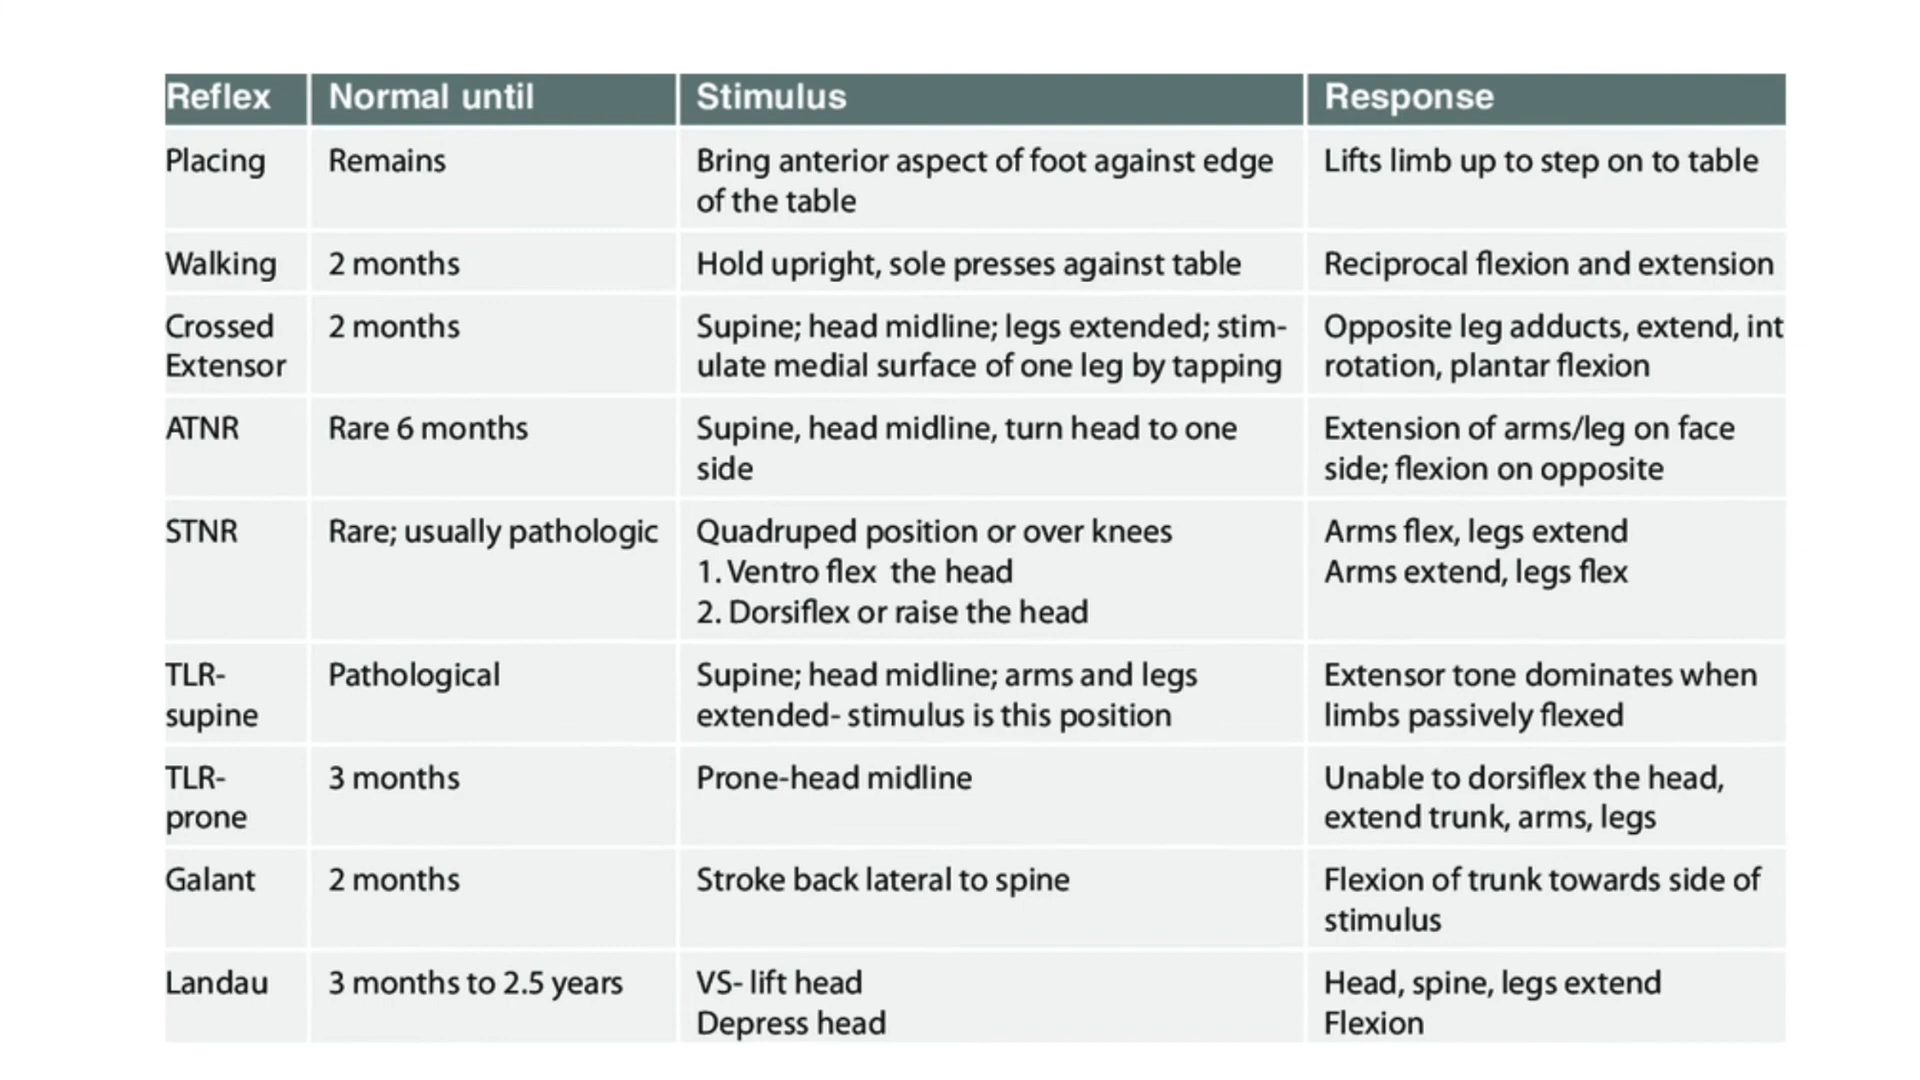 Reflex Normal until Stimulus Response
Placing Remains Bring anterior aspect of foot against edge Lifts limb up to step on to table
of the table
Walking 2 months Hold upright, sole presses against table Reciprocal flexion and extension
Crossed 2 months Supine; head midline; legs extended; stim- Opposite leg adducts, extend, int
Extensor ulate medial surface of one leg by tapping rotation, plantar flexion
ATNR Rare 6 months Supine, head midline, turn head to one Extension of arms/leg on face
side side; flexion on opposite
STNR Rare; usually pathologic Quadruped position or over knees Arms flex, legs extend
1. Ventro flex the head Arms extend, legs flex
2. Dorsiflex or raise the head
TLR- Pathological Supine; head midline; arms and legs Extensor tone dominates when
supine extended- stimulus is this position limbs passively flexed
TLR- 3 months Prone-head midline Unable to dorsiflex the head,
prone extend trunk, arms, legs
Galant 2 months Stroke back lateral to spine Flexion of trunk towards side of
stimulus
Landau 3 months to 2.5 years VS- lift head Head, spine, legs extend
Depress head Flexion